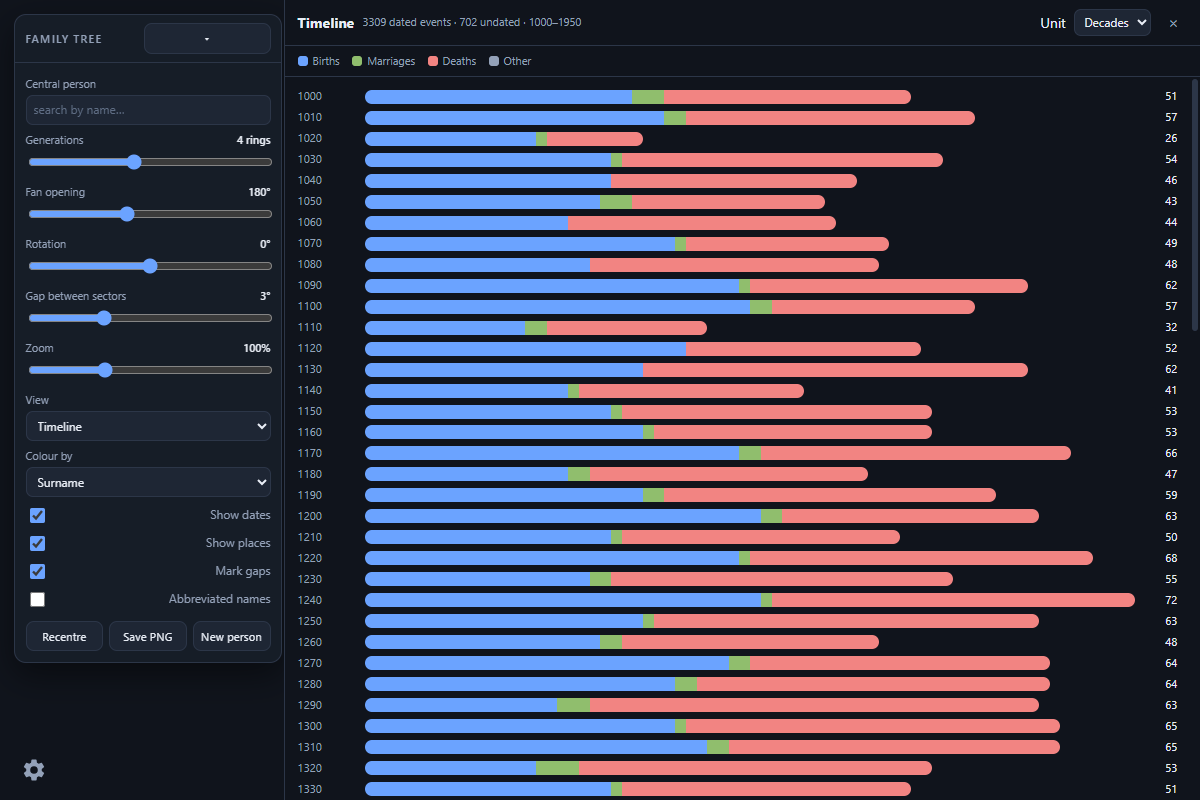 FAMILY TREE
Central person
search by name...
Generations 4 rings
Fan opening 180°
Rotation 0°
Gap between sectors 3°
Zoom 100%
View
Timeline
Colour by
Surname
Show dates
Show places
Mark gaps
Abbreviated names
Recentre Save PNG New person
Timeline 3309 dated events · 702 undated · 1000–1950 Unit Decades ×
Births Marriages Deaths Other
1000 51
1010 57
1020 26
1030 54
1040 46
1050 43
1060 44
1070 49
1080 48
1090 62
1100 57
1110 32
1120 52
1130 62
1140 41
1150 53
1160 53
1170 66
1180 47
1190 59
1200 63
1210 50
1220 68
1230 55
1240 72
1250 63
1260 48
1270 64
1280 64
1290 63
1300 65
1310 65
1320 53
1330 51